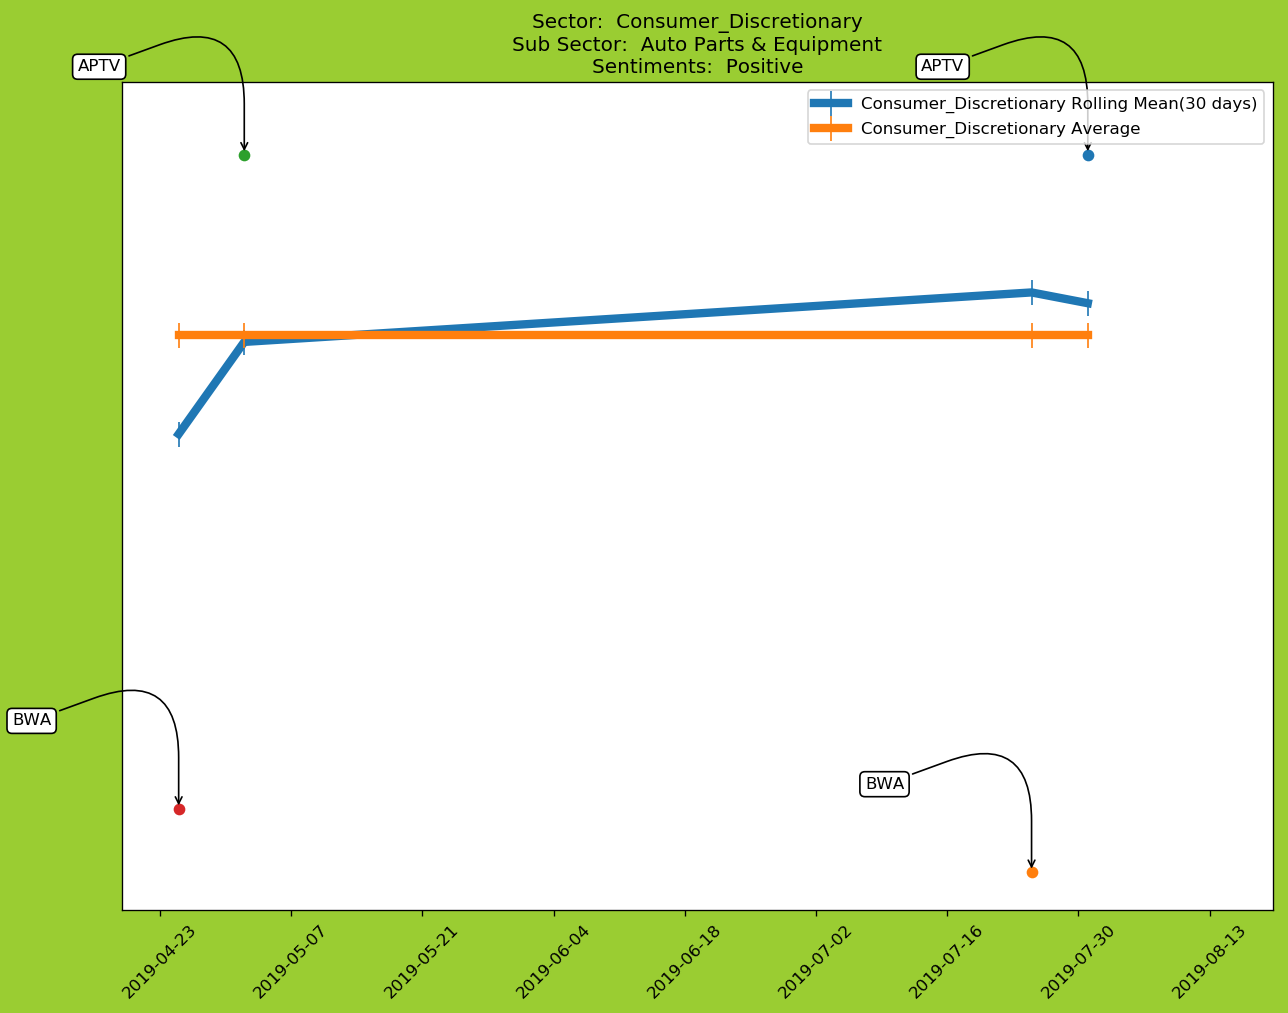 Sector:  Consumer_Discretionary
Sub Sector:  Auto Parts & Equipment
Sentiments:  Positive
APTV
APTV
Consumer_Discretionary Rolling Mean(30 days)
Consumer_Discretionary Average
BWA
BWA
2019-04-23
2019-05-07
2019-05-21
2019-06-04
2019-06-18
2019-07-02
2019-07-16
2019-07-30
2019-08-13